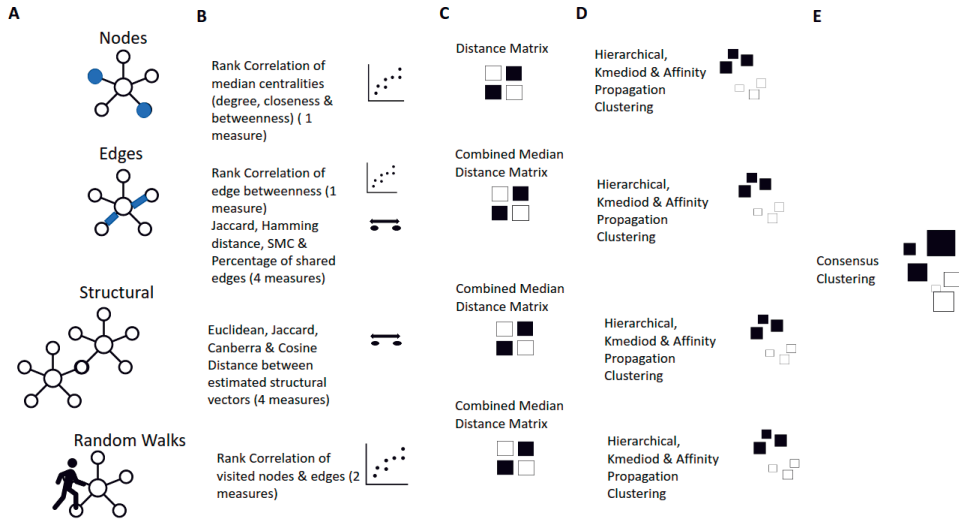 A
B
C
D
E
Nodes
Rank Correlation of
median centralities
(degree, closeness &
betweenness) ( 1
measure)
Distance Matrix
Hierarchical,
Kmediod & Affinity
Propagation
Clustering
Edges
Rank Correlation of
edge betweenness (1
measure)
Jaccard, Hamming
distance, SMC &
Percentage of shared
edges (4 measures)
Combined Median
Distance Matrix
Hierarchical,
Kmediod & Affinity
Propagation
Clustering
Consensus
Clustering
Structural
Euclidean, Jaccard,
Canberra & Cosine
Distance between
estimated structural
vectors (4 measures)
Combined Median
Distance Matrix
Hierarchical,
Kmediod & Affinity
Propagation
Clustering
Random Walks
Rank Correlation of
visited nodes & edges (2
measures)
Combined Median
Distance Matrix
Hierarchical,
Kmediod & Affinity
Propagation
Clustering